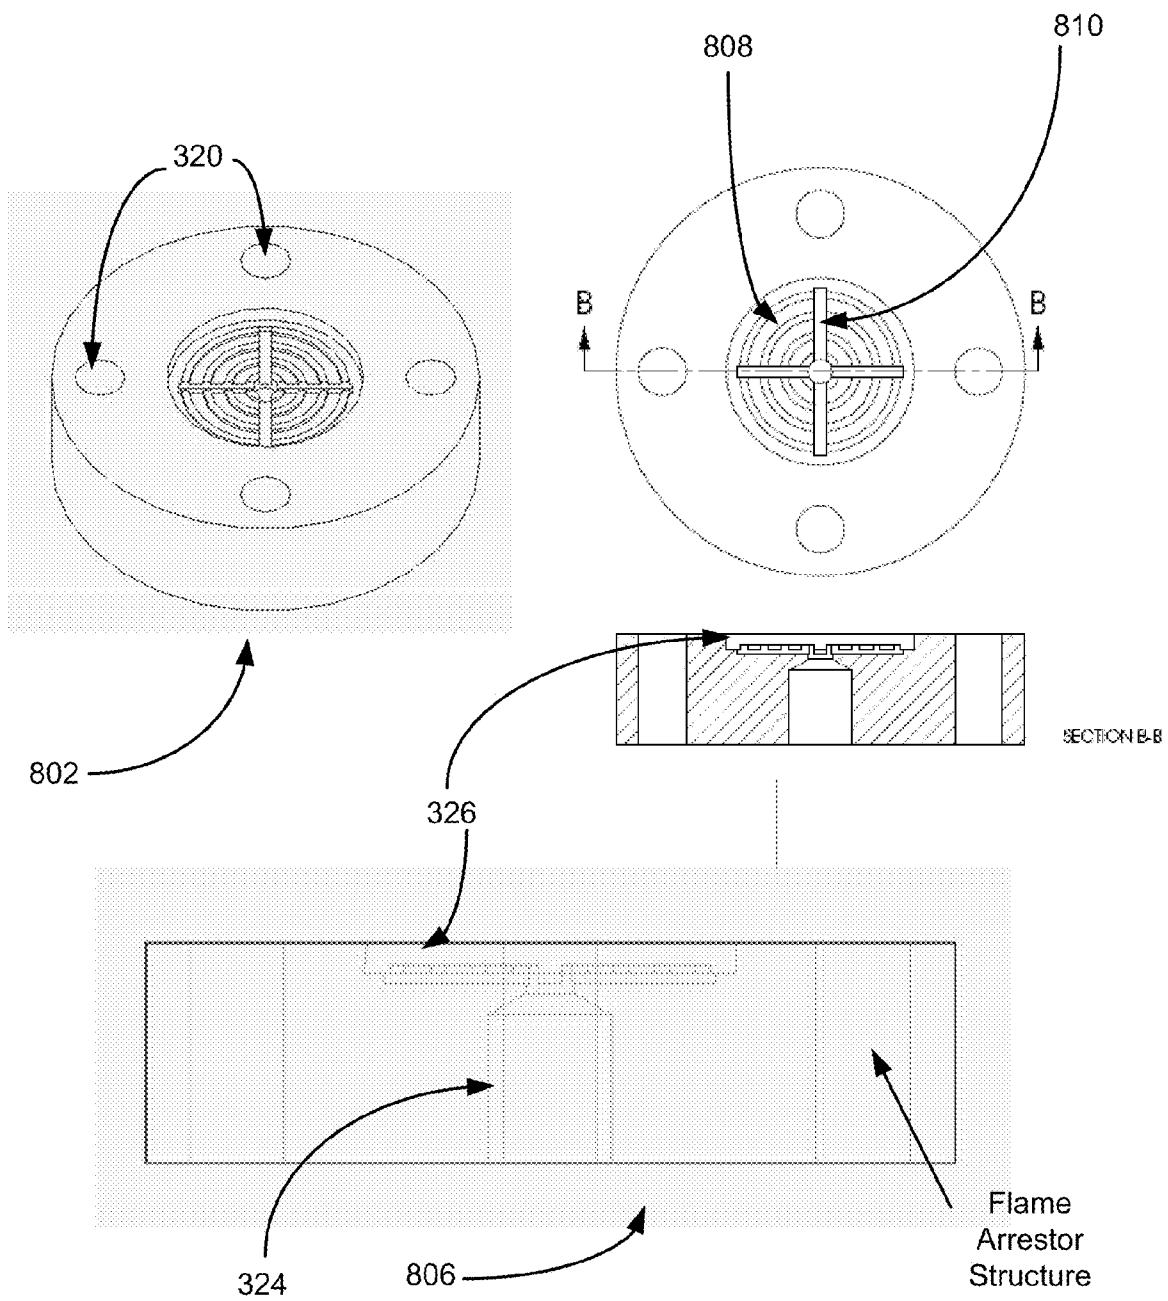 810
808
320
B
B
SECTION B-B
802
326
324
806
Flame
Arrestor
Structure